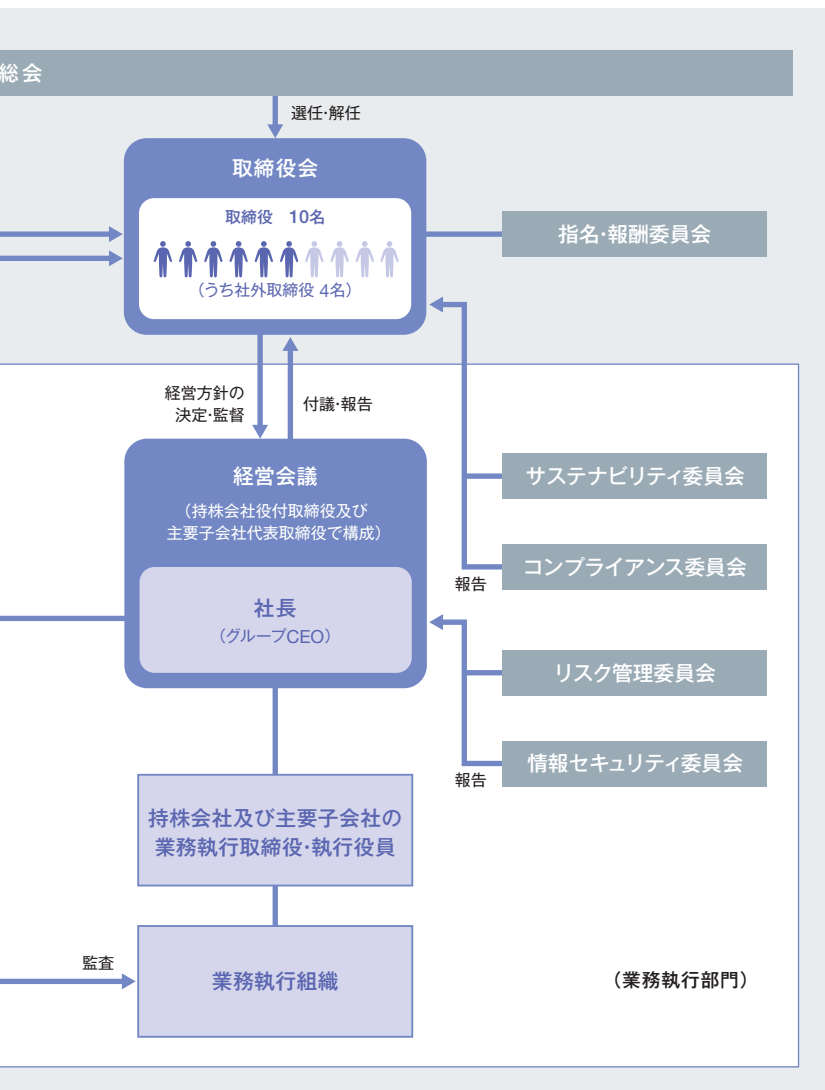 総会
選任·解任
取締役会
取締役　10名
（うち社外取締役 4名）
指名·報酬委員会
経営方針の
決定·監督
付議·報告
経営会議
（持株会社役付取締役及び
主要子会社代表取締役で構成）
社長
（グループCEO）
サステナビリティ委員会
コンプライアンス委員会
報告
リスク管理委員会
情報セキュリティ委員会
報告
持株会社及び主要子会社の
業務執行取締役·執行役員
監査
業務執行組織
（業務執行部門）